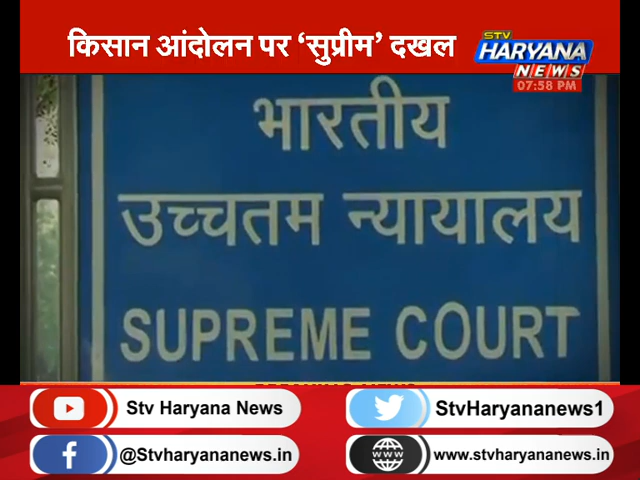 किसान आंदोलन पर ‘सुप्रीम’ दखल
STV
HARYANA
NEWS
07:58 PM
भारतीय
उच्चतम न्यायालय
SUPREME COURT
Stv Haryana News
StvHaryananews1
@Stvharyananews.in
www.stvharyananews.in